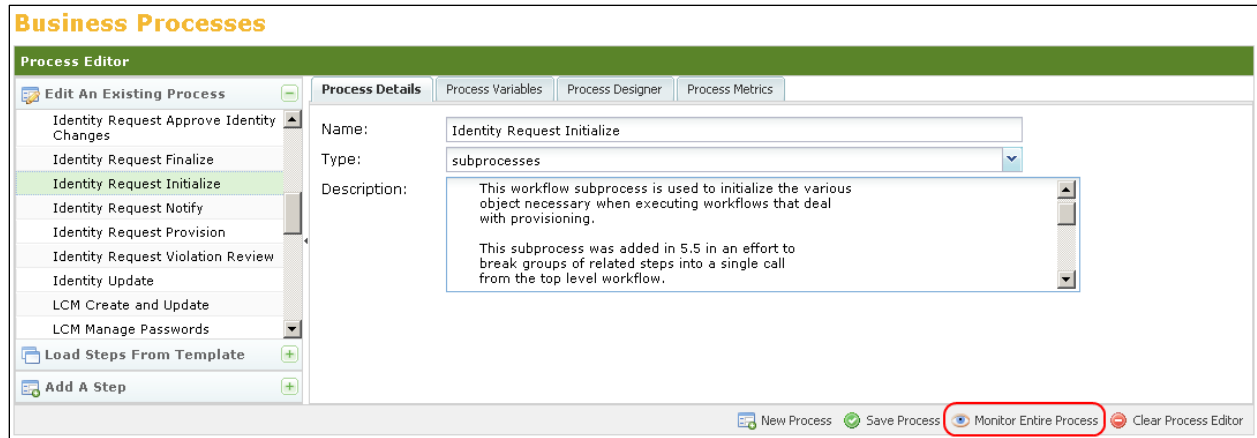 Business Processes
Process Editor
Edit An Existing Process
Identity Request Approve Identity
Changes
Identity Request Finalize
Identity Request Initialize
Identity Request Notify
Identity Request Provision
Identity Request Violation Review
Identity Update
LCM Create and Update
LCM Manage Passwords
Load Steps From Template
Add A Step
Process Details Process Variables Process Designer Process Metrics
Name: Identity Request Initialize
Type: subprocesses
Description: This workflow subprocess is used to initialize the various
object necessary when executing workflows that deal
with provisioning.
This subprocess was added in 5.5 in an effort to
break groups of related steps into a single call
from the top level workflow.
New Process Save Process Monitor Entire Process Clear Process Editor